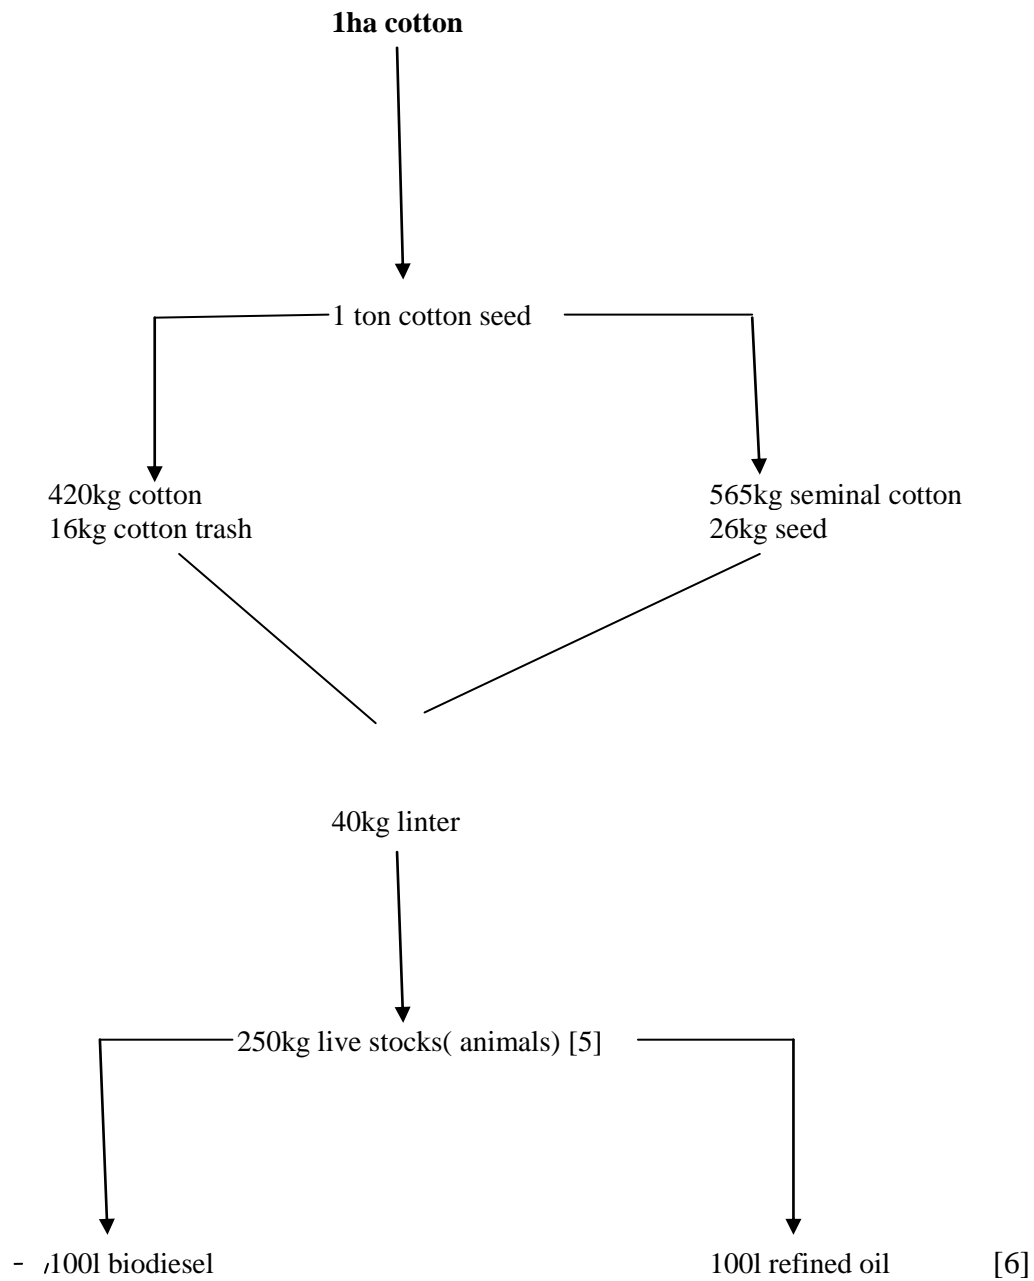 1ha cotton
1 ton cotton seed
420kg cotton
16kg cotton trash
565kg seminal cotton
26kg seed
40kg linter
250kg live stocks( animals) [5]
- 100l biodiesel
100l refined oil [6]